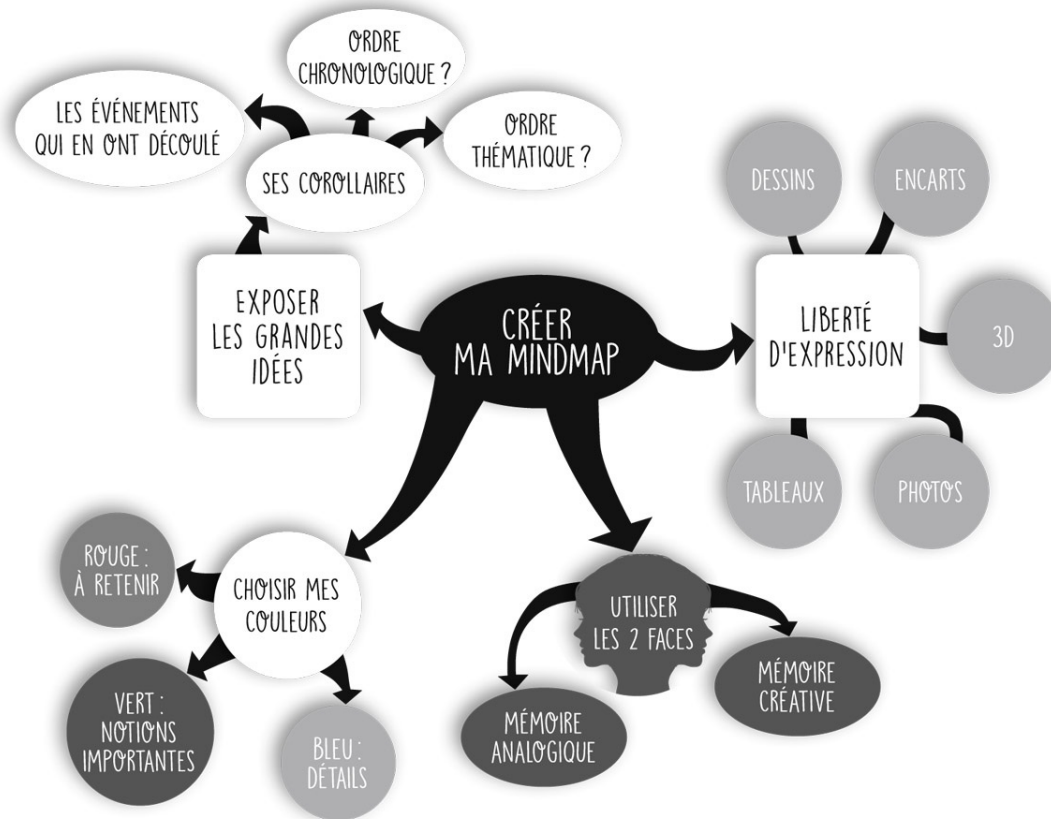 ORDRE
CHRONOLOGIQUE ?
LES ÉVÉNEMENTS
QUI EN ONT DÉCOULÉ
ORDRE
THÉMATIQUE ?
SES COROLLAIRES
EXPOSER
LES GRANDES
IDÉES
CRÉER
MA MINDMAP
DESSINS
ENCARTS
LIBERTÉ
D'EXPRESSION
3D
TABLEAUX
PHOTOS
ROUGE :
À RETENIR
CHOISIR MES
COULEURS
VERT :
NOTIONS
IMPORTANTES
BLEU :
DÉTAILS
UTILISER
LES 2 FACES
MÉMOIRE
ANALOGIQUE
MÉMOIRE
CRÉATIVE